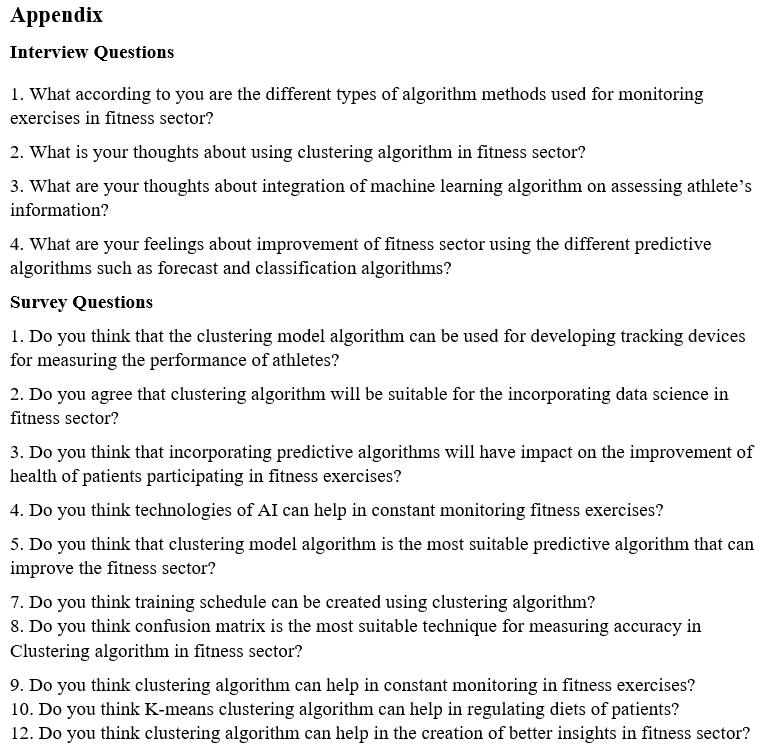 Appendix
Interview Questions
1. What according to you are the different types of algorithm methods used for monitoring
exercises in fitness sector?
2. What is your thoughts about using clustering algorithm in fitness sector?
3. What are your thoughts about integration of machine learning algorithm on assessing athlete’s
information?
4. What are your feelings about improvement of fitness sector using the different predictive
algorithms such as forecast and classification algorithms?
Survey Questions
1. Do you think that the clustering model algorithm can be used for developing tracking devices
for measuring the performance of athletes?
2. Do you agree that clustering algorithm will be suitable for the incorporating data science in
fitness sector?
3. Do you think that incorporating predictive algorithms will have impact on the improvement of
health of patients participating in fitness exercises?
4. Do you think technologies of AI can help in constant monitoring fitness exercises?
5. Do you think that clustering model algorithm is the most suitable predictive algorithm that can
improve the fitness sector?
7. Do you think training schedule can be created using clustering algorithm?
8. Do you think confusion matrix is the most suitable technique for measuring accuracy in
Clustering algorithm in fitness sector?
9. Do you think clustering algorithm can help in constant monitoring in fitness exercises?
10. Do you think K-means clustering algorithm can help in regulating diets of patients?
12. Do you think clustering algorithm can help in the creation of better insights in fitness sector?